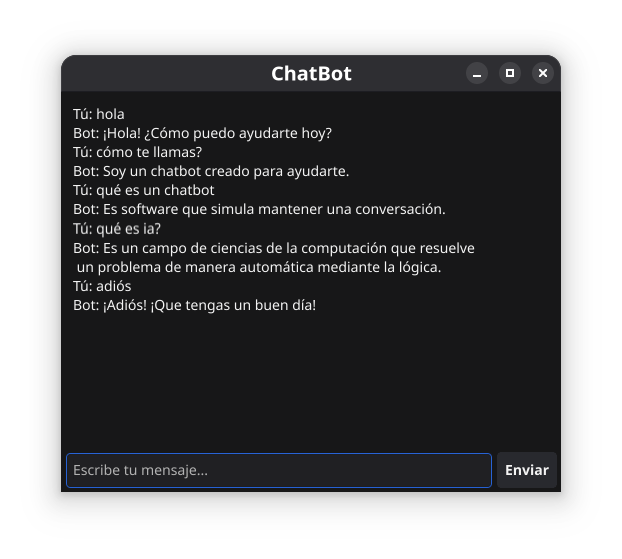 ChatBot
Tú: hola
Bot: ¡Hola! ¿Cómo puedo ayudarte hoy?
Tú: cómo te llamas?
Bot: Soy un chatbot creado para ayudarte.
Tú: qué es un chatbot
Bot: Es software que simula mantener una conversación.
Tú: qué es ia?
Bot: Es un campo de ciencias de la computación que resuelve
un problema de manera automática mediante la lógica.
Tú: adiós
Bot: ¡Adiós! ¡Que tengas un buen día!
Escribe tu mensaje...
Enviar